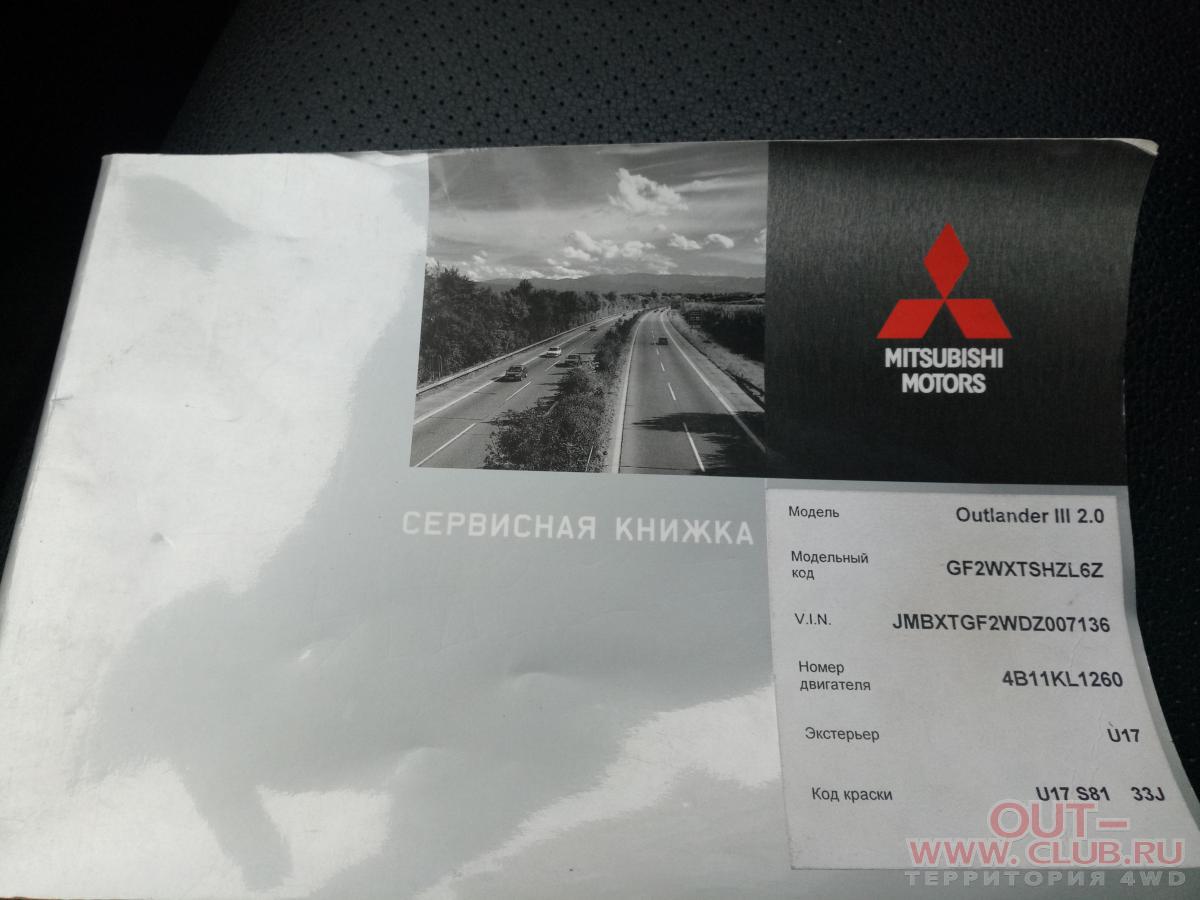 MITSUBISHI
MOTORS
СЕРВИСНАЯ КНИЖКА
Модель Outlander III 2.0
Модельный
код GF2WXTSHZL6Z
V.I.N. JMBXTGF2WDZ007136
Номер
двигателя 4B11KL1260
Экстерьер U17
Код краски U17 S81 33J
OUT-
WWW.CLUB.RU
ТЕРРИТОРИЯ 4WD